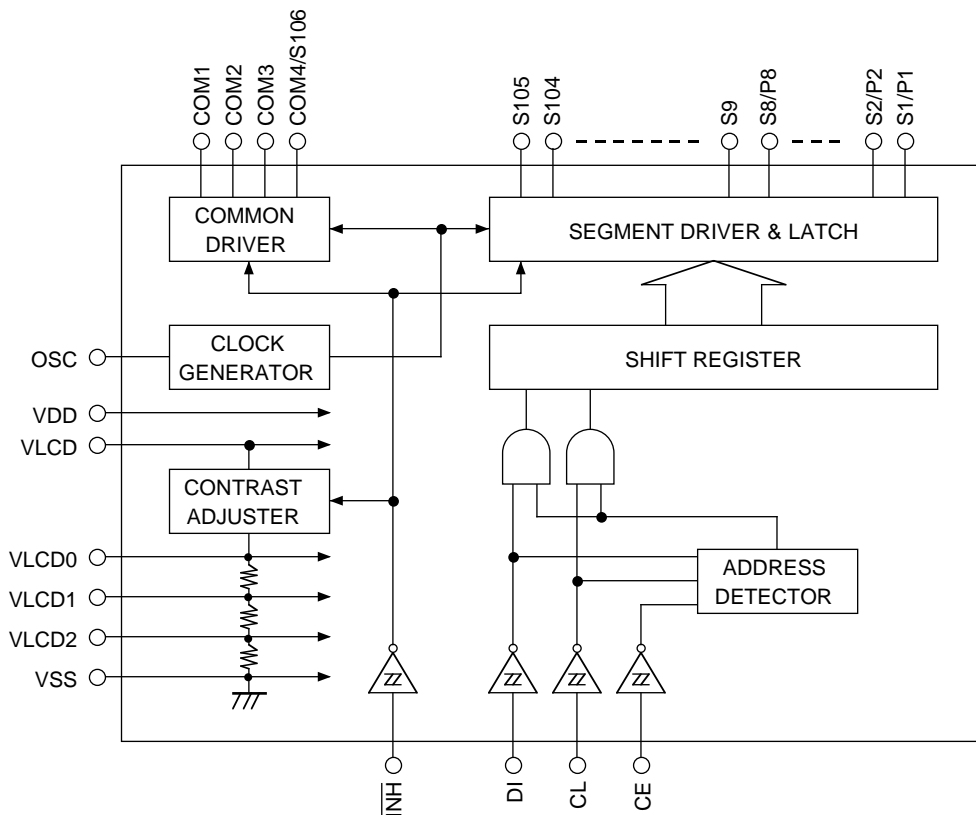 COM1
COM2
COM3
COM4/S106
S105
S104
S9
S8/P8
S2/P2
S1/P1
COMMON
DRIVER
SEGMENT DRIVER & LATCH
OSC
CLOCK
GENERATOR
SHIFT REGISTER
VDD
VLCD
CONTRAST
ADJUSTER
VLCD0
VLCD1
VLCD2
VSS
ADDRESS
DETECTOR
INH
DI
CL
CE